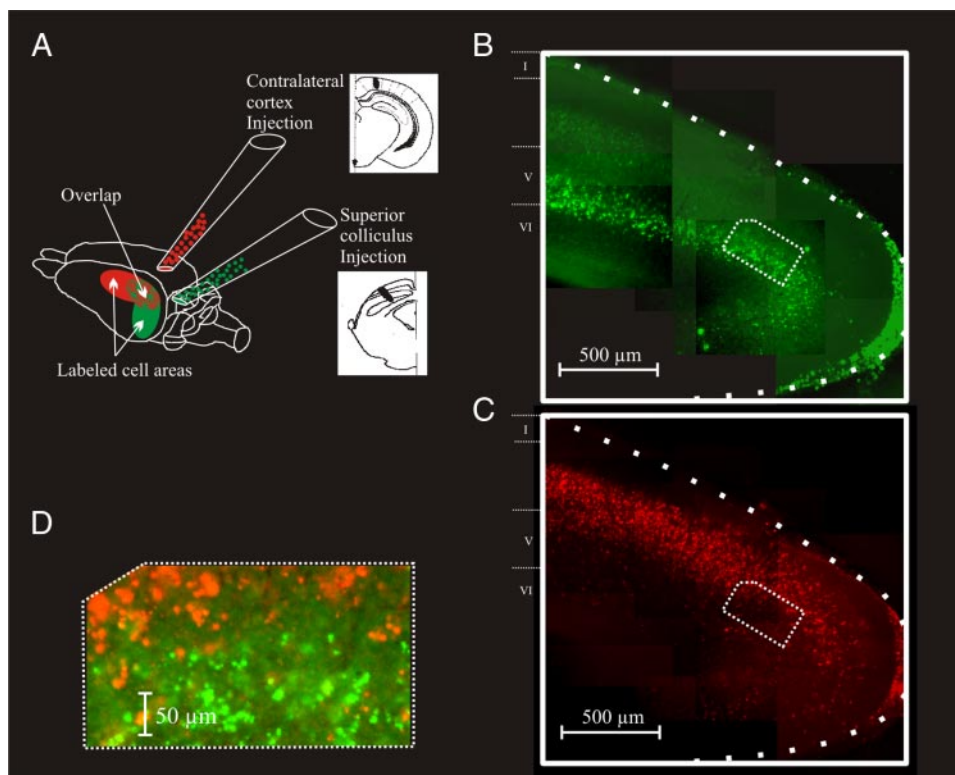 A
Contralateral
cortex
Injection
Overlap
Superior
colliculus
Injection
Labeled cell areas
B
I
V
VI
500 µm
C
I
V
VI
500 µm
D
50 µm